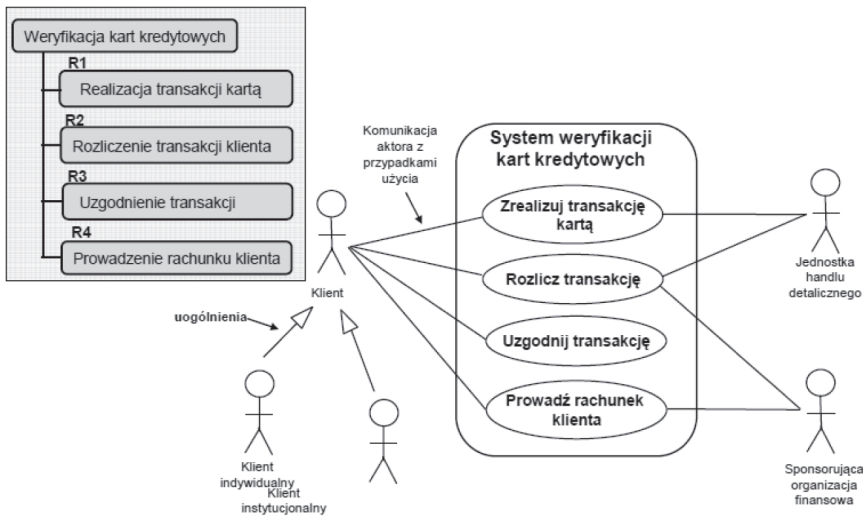 Weryfikacja kart kredytowych
R1
Realizacja transakcji kartą
R2
Rozliczenie transakcji klienta
R3
Uzgodnienie transakcji
R4
Prowadzenie rachunku klienta
Komunikacja
aktora z
przypadkami
użycia
System weryfikacji
kart kredytowych
Zrealizuj transakcję
kartą
Rozlicz transakcję
Uzgodnij transakcję
Prowadź rachunek
klienta
Klient
uogólnienia
Klient
indywidualny
Klient
instytucjonalny
Jednostka
handlu
detalicznego
Sponsorująca
organizacja
finansowa